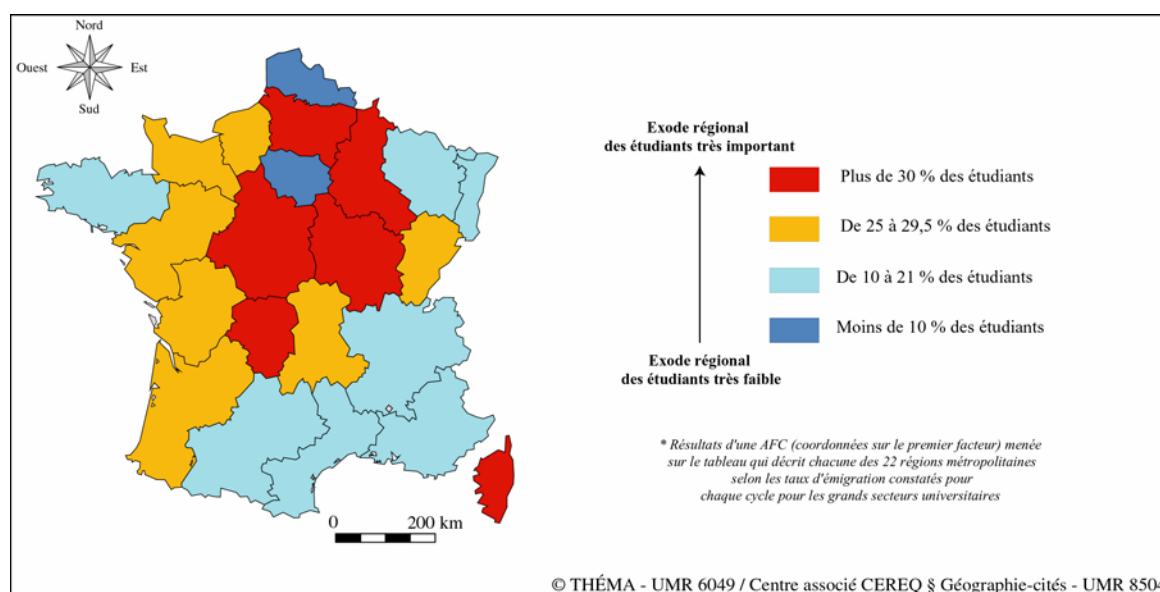 Nord
Ouest
Est
Sud
Exode régional
des étudiants très important
Plus de 30 % des étudiants
De 25 à 29,5 % des étudiants
De 10 à 21 % des étudiants
Moins de 10 % des étudiants
Exode régional
des étudiants très faible
* Résultats d'une AFC (coordonnées sur le premier facteur) menée
sur le tableau qui décrit chacune des 22 régions métropolitaines
selon les taux d'émigration constatés pour
chaque cycle pour les grands secteurs universitaires
0 200 km
© THÉMA - UMR 6049 / Centre associé CEREQ § Géographie-cités - UMR 8504